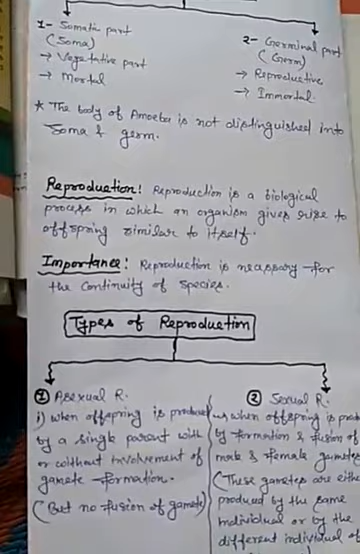 1- Somatic part
(Soma)
→ Vegetative part
→ Mortal
2- Germinal part
(Germ)
→ Reproductive
→ Immortal.
* The body of Amoeba is not distinguished into
Soma & germ.
Reproduction: Reproduction is a biological
process in which an organism gives rise to
offspring similar to itself.
Importance: Reproduction is necessary for
the continuity of species.
Types of Reproduction
① Asexual R.
i) When offspring is produce
by a single parent with
or without involvement of
gamete formation.
(But no fusion of gamete)
② Sexual R.
when offspring is prod
by formation & fusion of
male & female gametes
(These gametes are eithe
produced by the same
individual or by the
different individual of